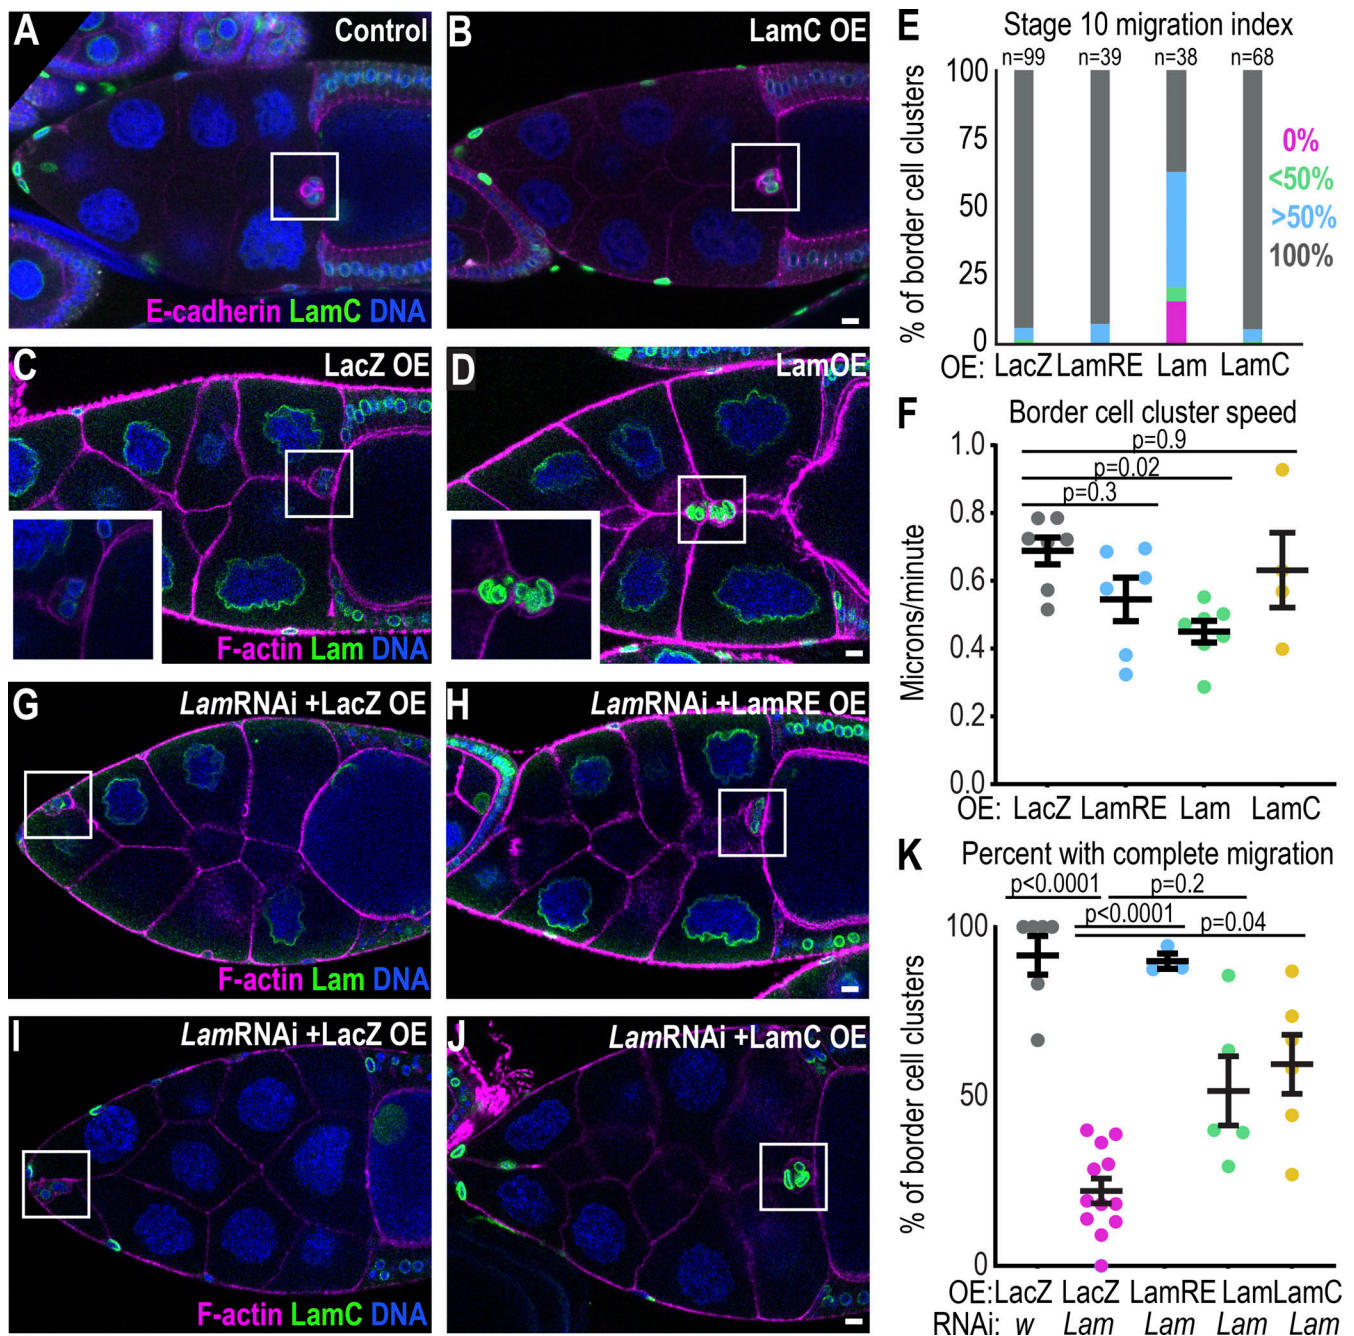 A
Control
E-cadherin LamC DNA
B
LamC OE
C
LacZ OE
F-actin Lam DNA
D
LamOE
E
Stage 10 migration index
n=99 n=39 n=38 n=68
% of border cell clusters
100
75
50
25
0
0%
<50%
>50%
100%
OE: LacZ LamRE Lam LamC
F
Border cell cluster speed
p=0.9
p=0.02
p=0.3
Microns/minute
1.0
0.8
0.6
0.4
0.2
0.0
OE: LacZ LamRE Lam LamC
G
LamRNAi +LacZ OE
F-actin Lam DNA
H
LamRNAi +LamRE OE
I
LamRNAi +LacZ OE
F-actin LamC DNA
J
LamRNAi +LamC OE
K
Percent with complete migration
p<0.0001 p=0.2
p<0.0001
p=0.04
% of border cell clusters
100
50
0
OE:LacZ LacZ LamRE LamLamC
RNAi: w Lam Lam Lam Lam